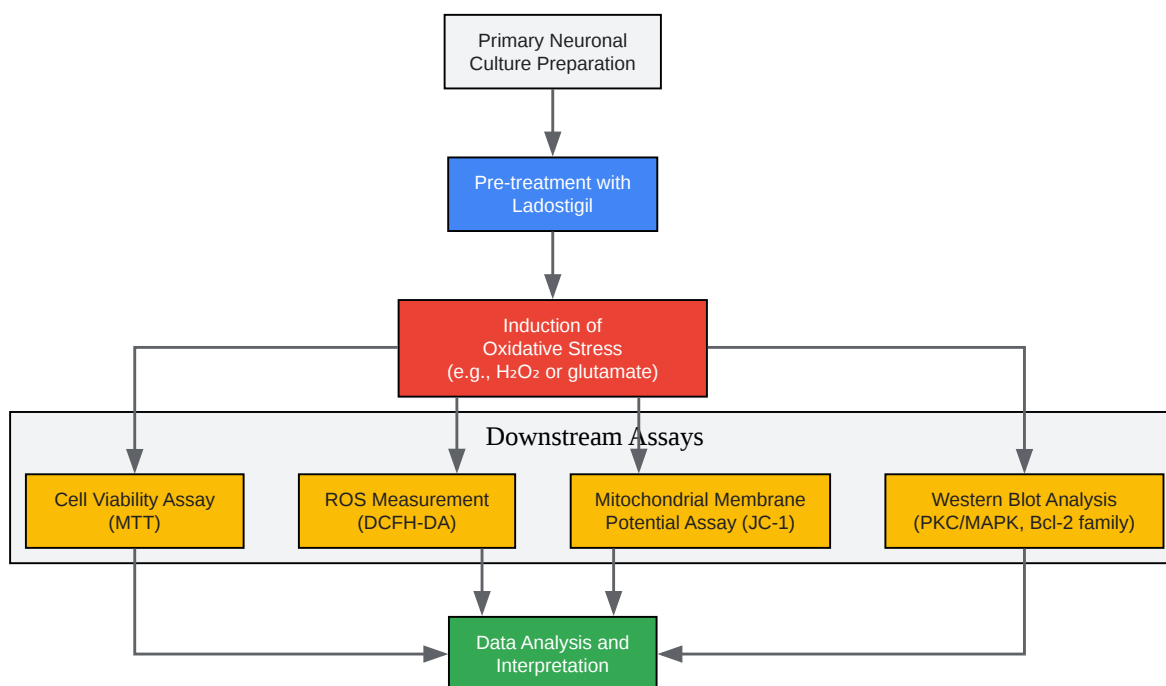 Primary Neuronal
Culture Preparation
Pre-treatment with
Ladostigil
Induction of
Oxidative Stress
(e.g., H₂O₂ or glutamate)
Downstream Assays
Cell Viability Assay
(MTT)
ROS Measurement
(DCFH-DA)
Mitochondrial Membrane
Potential Assay (JC-1)
Western Blot Analysis
(PKC/MAPK, Bcl-2 family)
Data Analysis and
Interpretation